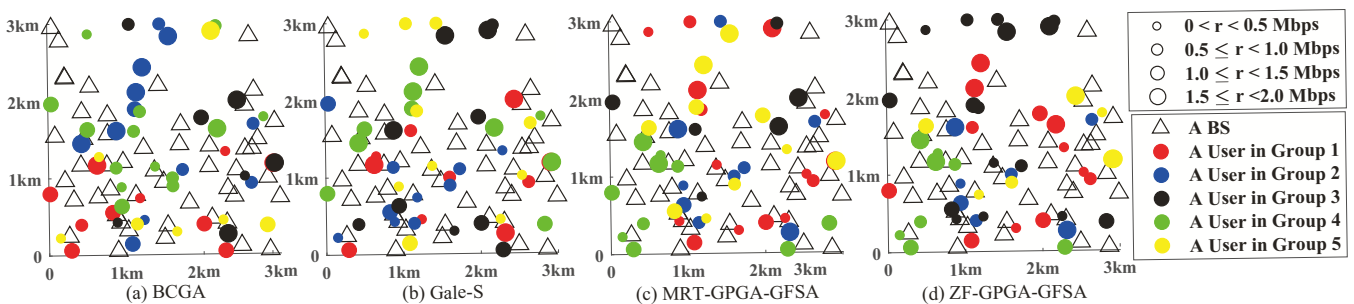 3km
2km
1km
0
1km
2km
3km
(a) BCGA
3km
2km
1km
0
1km
2km
3km
(b) Gale-S
3km
2km
1km
0
1km
2km
3km
(c) MRT-GPGA-GFSA
3km
2km
1km
0
1km
2km
3km
(d) ZF-GPGA-GFSA
0 < r < 0.5 Mbps
0.5 ≤ r < 1.0 Mbps
1.0 ≤ r < 1.5 Mbps
1.5 ≤ r <2.0 Mbps
A BS
A User in Group 1
A User in Group 2
A User in Group 3
A User in Group 4
A User in Group 5